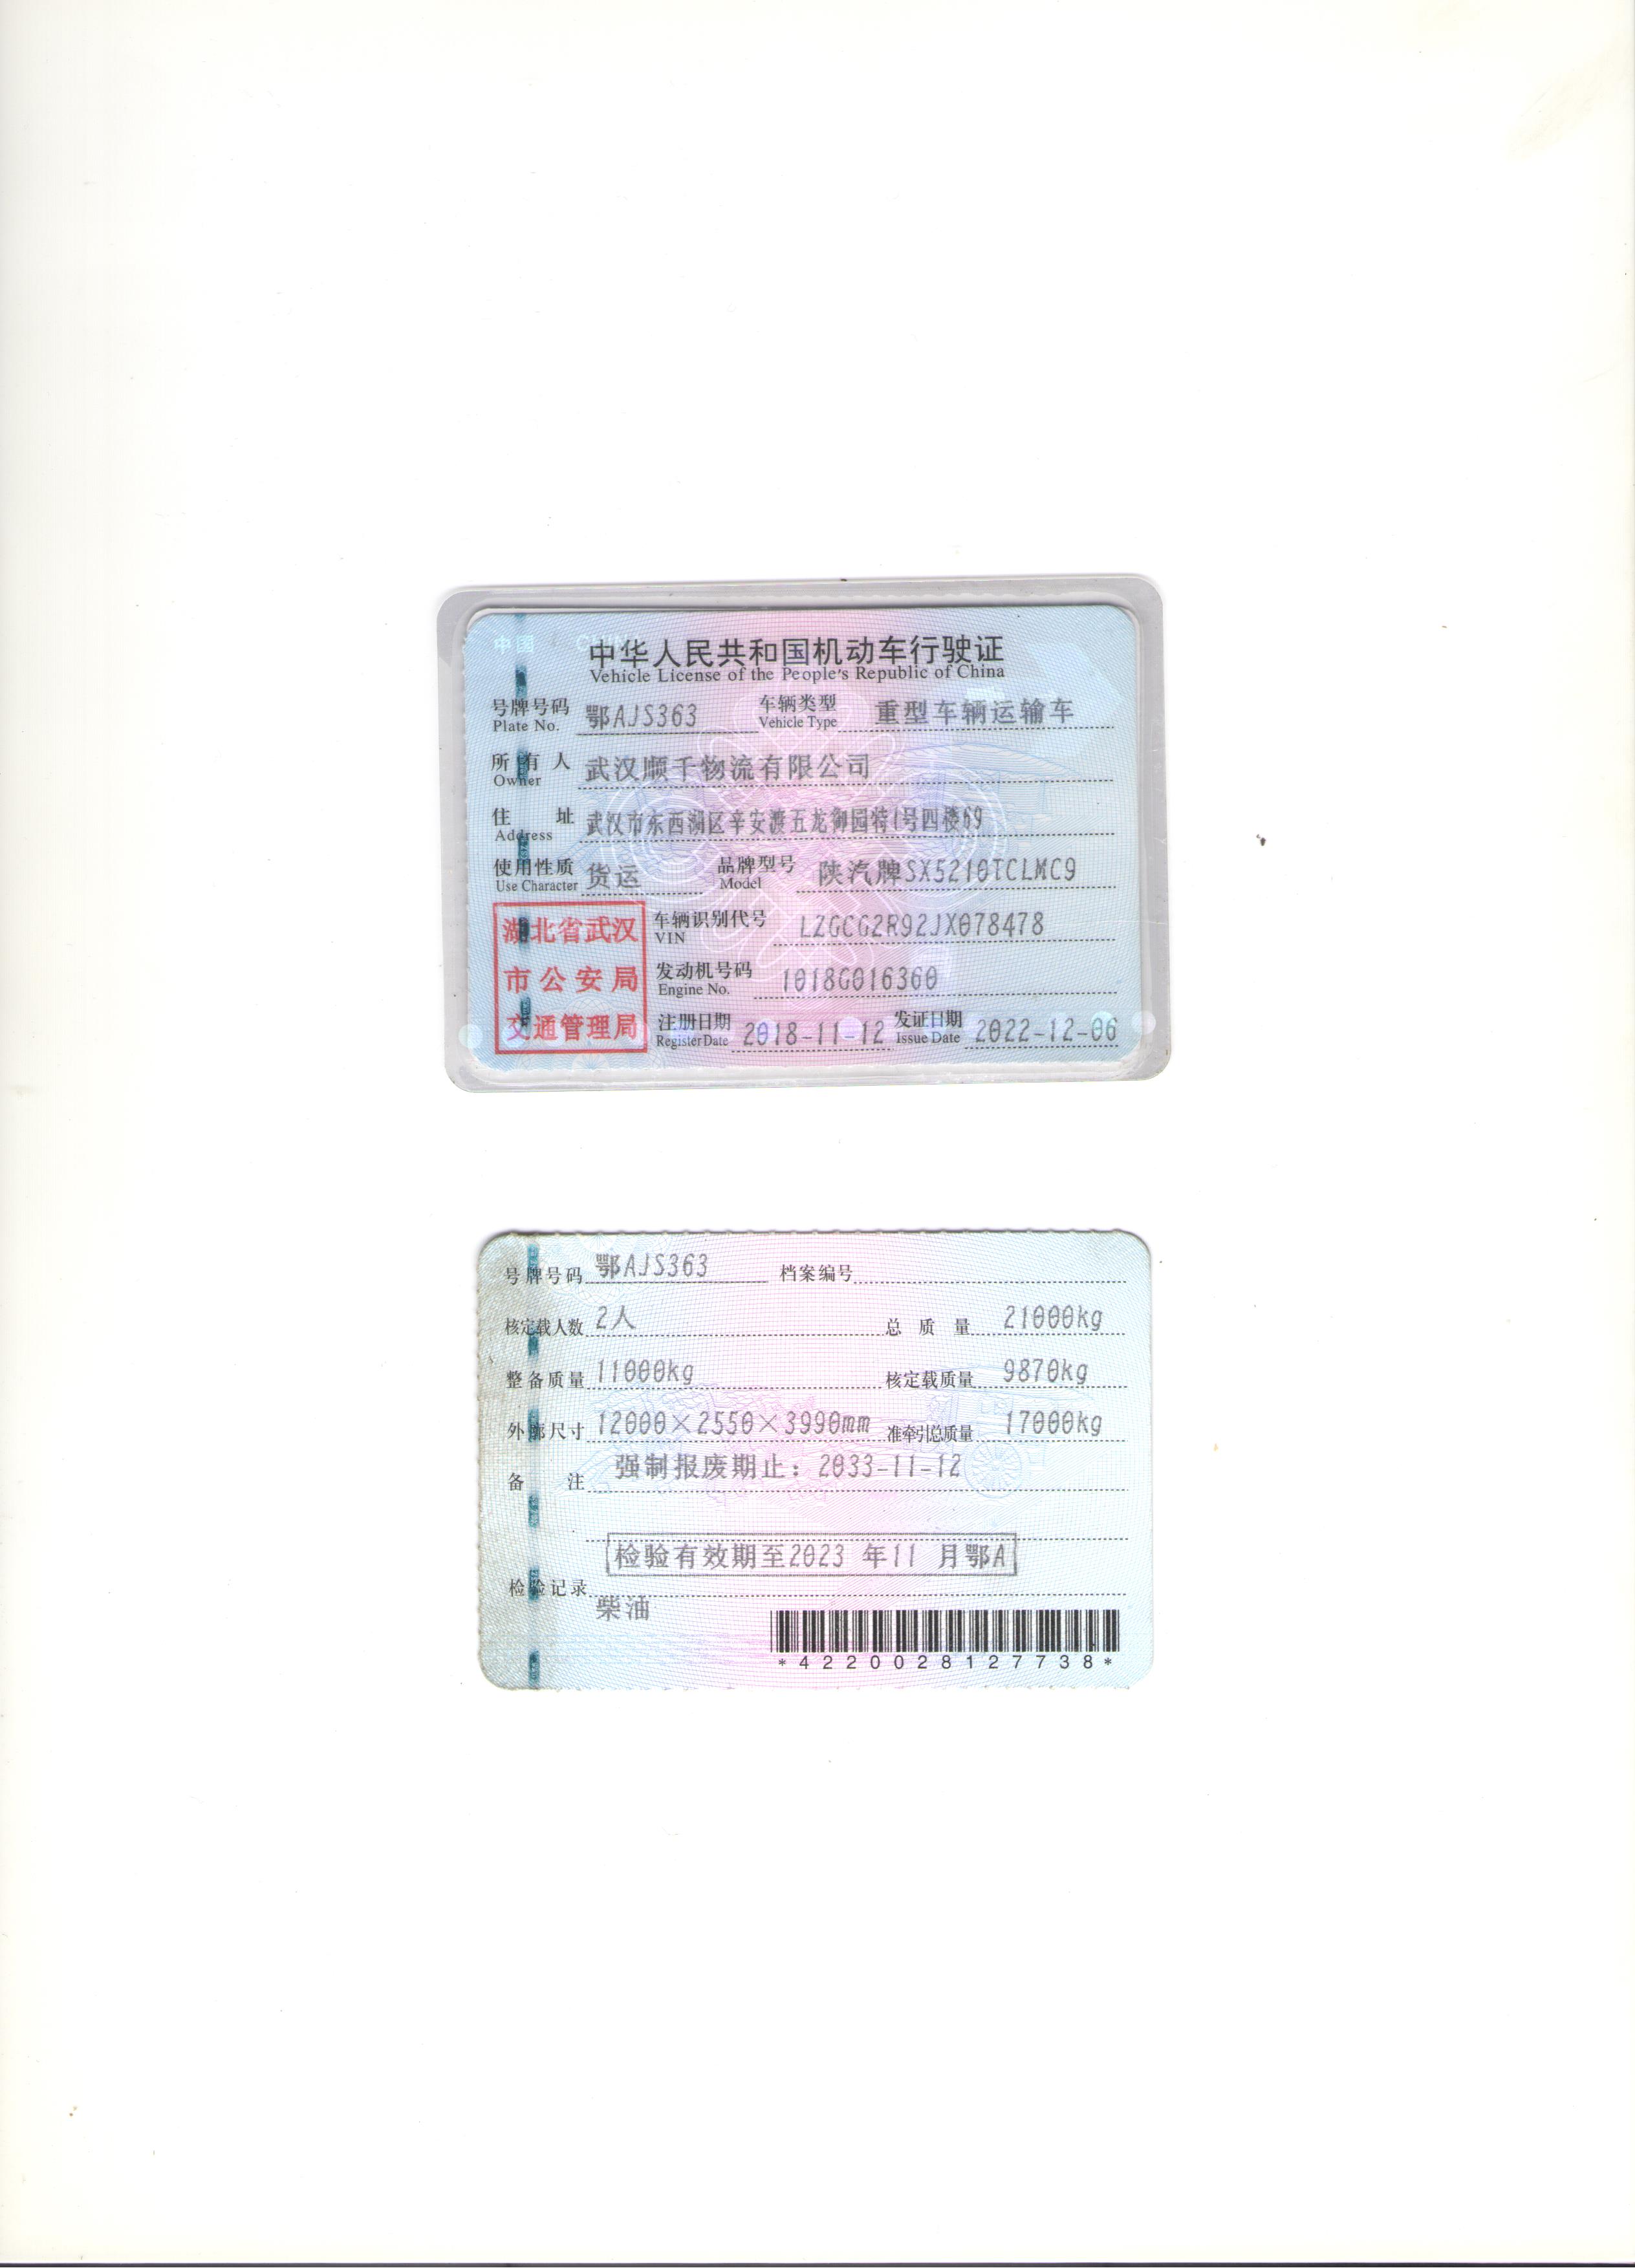 中国 CHINA
中华人民共和国机动车行驶证
Vehicle License of the People's Republic of China
号牌号码 Plate No. 鄂AJS363 车辆类型 Vehicle Type 重型车辆运输车
所有人 Owner 武汉顺千物流有限公司
住址 Address 武汉市东西湖区辛安渡五龙御园特1号四楼69
使用性质 Use Character 货运 品牌型号 Model 陕汽牌SX5210TCLMC9
湖北省武汉
市公安局
交通管理局
车辆识别代号 VIN LZGCG2R92JX078478
发动机号码 Engine No. 1018G016360
注册日期 Register Date 2018-11-12 发证日期 Issue Date 2022-12-06
号牌号码 鄂AJS363 档案编号
核定载人数 2人 总质量 21000kg
整备质量 11000kg 核定载质量 9870kg
外廓尺寸 12000×2550×3990mm 准牵引总质量 17000kg
备注 强制报废期止：2033-11-12
检验有效期至2023 年11 月鄂A
检验记录
柴油
*4220028127738*